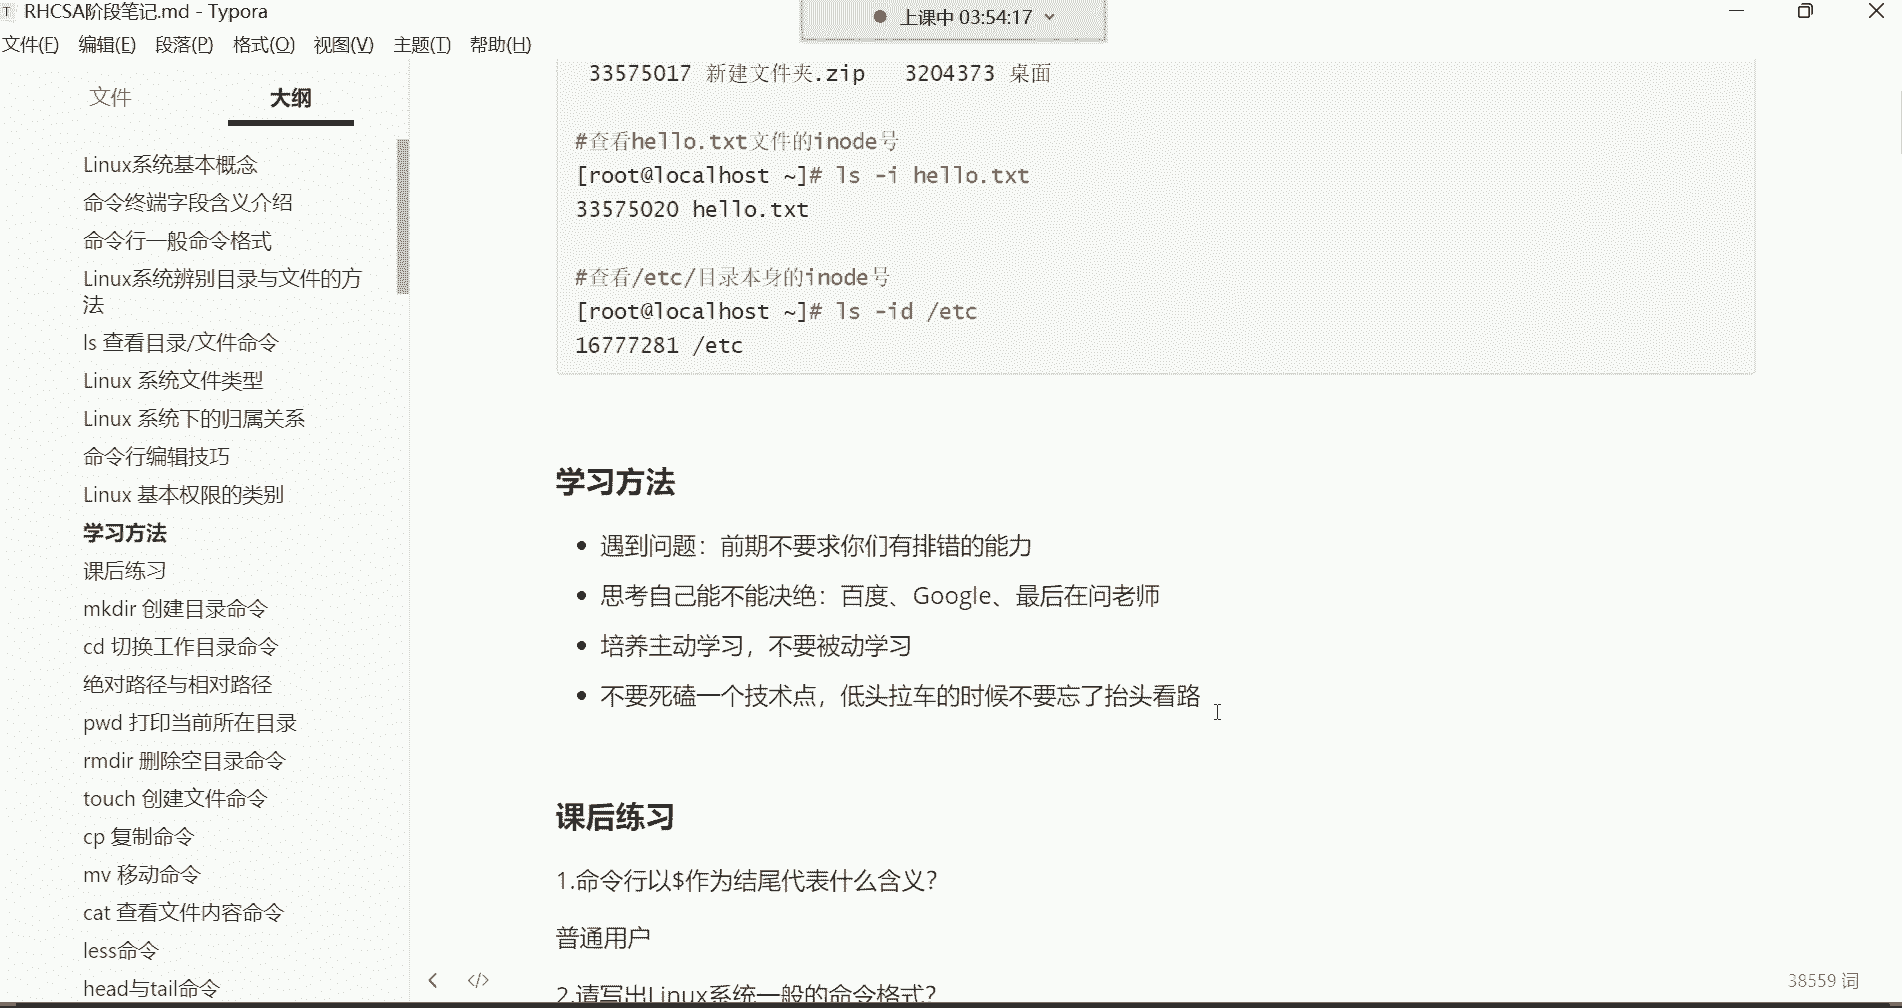 RHCSA阶段笔记.md - Typora
上课中 03:54:17
文件(F) 编辑(E) 段落(P) 格式(O) 视图(V) 主题(T) 帮助(H)
文件 大纲
Linux系统基本概念
命令终端字段含义介绍
命令行一般命令格式
Linux系统辨别目录与文件的方
法
ls 查看目录/文件命令
Linux 系统文件类型
Linux 系统下的归属关系
命令行编辑技巧
Linux 基本权限的类别
学习方法
课后练习
mkdir 创建目录命令
cd 切换工作目录命令
绝对路径与相对路径
pwd 打印当前所在目录
rmdir 删除空目录命令
touch 创建文件命令
cp 复制命令
mv 移动命令
cat 查看文件内容命令
less命令
head与tail命令
33575017 新建文件夹.zip 3204373 桌面
#查看hello.txt文件的inode号
[root@localhost ~]# ls -i hello.txt
33575020 hello.txt
#查看/etc/目录本身的inode号
[root@localhost ~]# ls -id /etc
16777281 /etc
学习方法
遇到问题：前期不要求你们有排错的能力
思考自己能不能决绝：百度、Google、最后在问老师
培养主动学习，不要被动学习
不要死磕一个技术点，低头拉车的时候不要忘了抬头看路
课后练习
1.命令行以$作为结尾代表什么含义？
普通用户
2.请写出Linux系统一般的命令格式？
38559 词